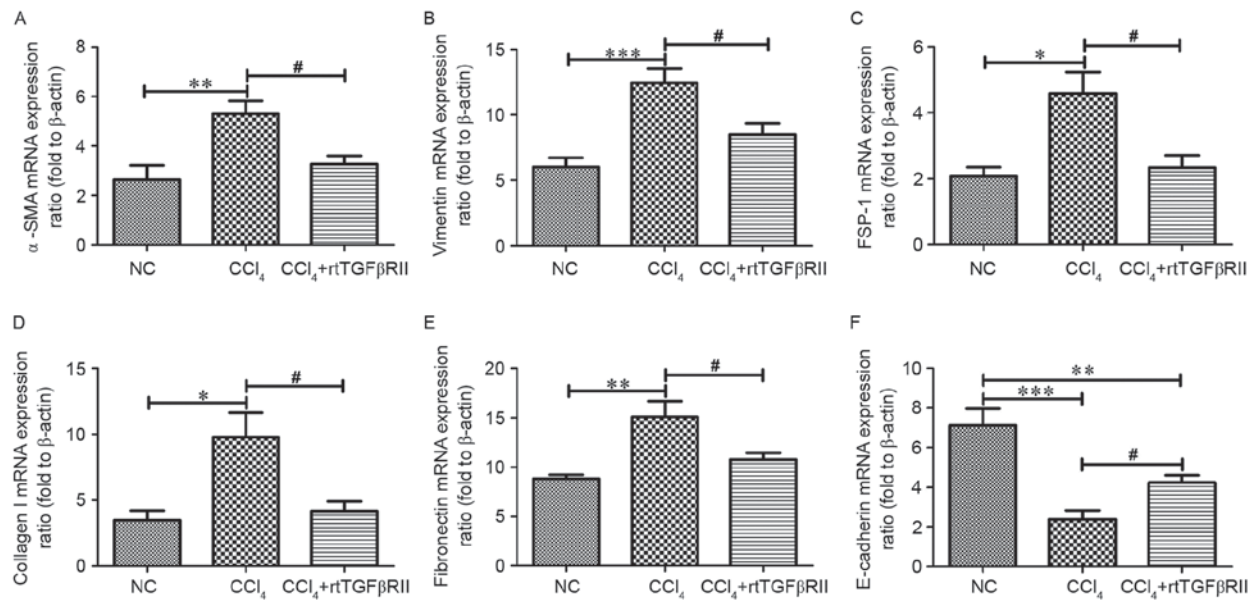 A
α -SMA mRNA expression
ratio (fold to β-actin)
8
6
4
2
0
**
#
NC
CCl4
CCl4+rtTGFβRII
B
Vimentin mRNA expression
ratio (fold to β-actin)
15
10
5
0
***
#
NC
CCl4
CCl4+rtTGFβRII
C
FSP-1 mRNA expression
ratio (fold to β-actin)
6
4
2
0
*
#
NC
CCl4
CCl4+rtTGFβRII
D
Collagen I mRNA expression
ratio (fold to β-actin)
15
10
5
0
*
#
NC
CCl4
CCl4+rtTGFβRII
E
Fibronectin mRNA expression
ratio (fold to β-actin)
20
15
10
5
0
**
#
NC
CCl4
CCl4+rtTGFβRII
F
E-cadherin mRNA expression
ratio (fold to β-actin)
10
8
6
4
2
0
**
***
#
NC
CCl4
CCl4+rtTGFβRII